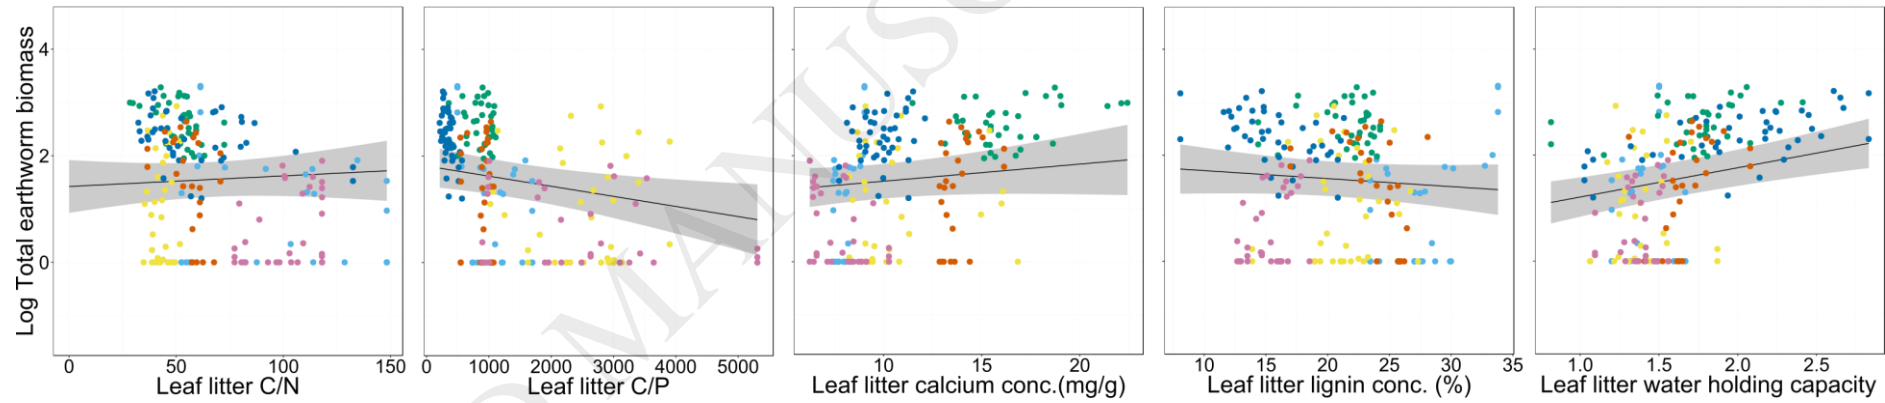 Log Total earthworm biomass
4
2
0
0 50 100 150
Leaf litter C/N
0 1000 2000 3000 4000 5000
Leaf litter C/P
10 15 20
Leaf litter calcium conc.(mg/g)
10 15 20 25 30 35
Leaf litter lignin conc. (%)
1.0 1.5 2.0 2.5
Leaf litter water holding capacity
MANUSC